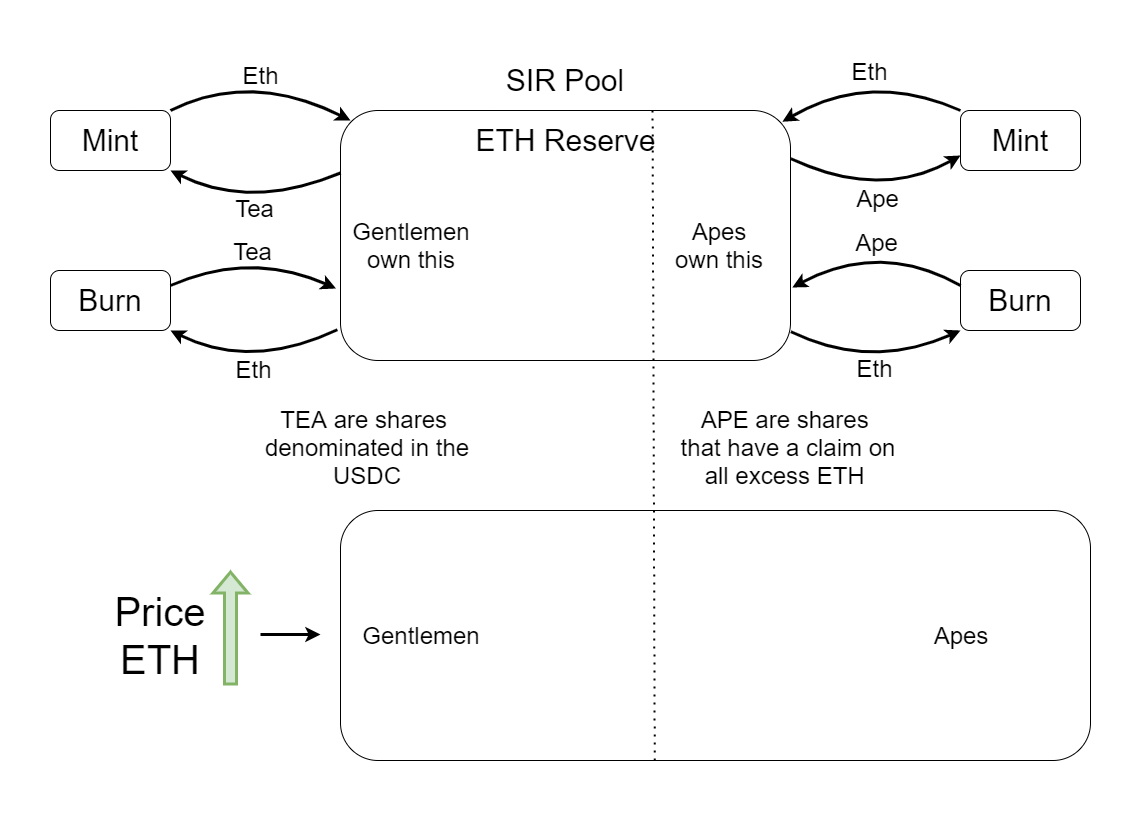 Eth
SIR Pool
Eth
Mint
ETH Reserve
Mint
Tea
Ape
Gentlemen
own this
Apes
own this
Tea
Ape
Burn
Burn
Eth
Eth
TEA are shares
denominated in the
USDC
APE are shares
that have a claim on
all excess ETH
Price
ETH
Gentlemen
Apes